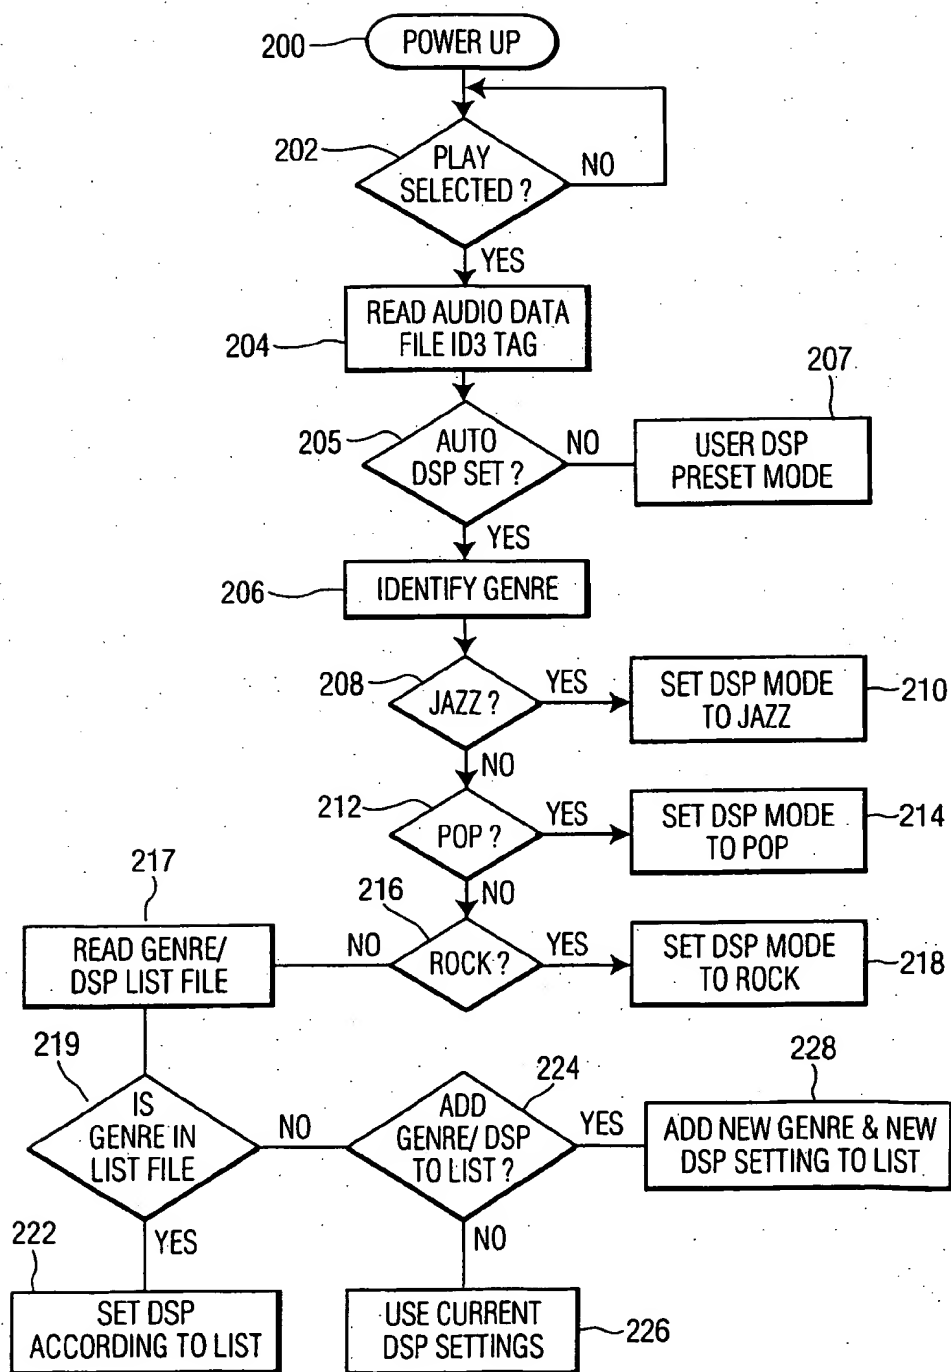 200
POWER UP
202
PLAY
SELECTED ?
NO
YES
204
READ AUDIO DATA
FILE ID3 TAG
207
205
AUTO
DSP SET ?
NO
USER DSP
PRESET MODE
YES
206
IDENTIFY GENRE
208
JAZZ ?
YES
SET DSP MODE
TO JAZZ
210
NO
212
POP ?
YES
SET DSP MODE
TO POP
214
NO
217
216
READ GENRE/
DSP LIST FILE
NO
ROCK ?
YES
SET DSP MODE
TO ROCK
218
219
IS
GENRE IN
LIST FILE
NO
224
ADD
GENRE/ DSP
TO LIST ?
YES
228
ADD NEW GENRE & NEW
DSP SETTING TO LIST
222
YES
NO
SET DSP
ACCORDING TO LIST
USE CURRENT
DSP SETTINGS
226